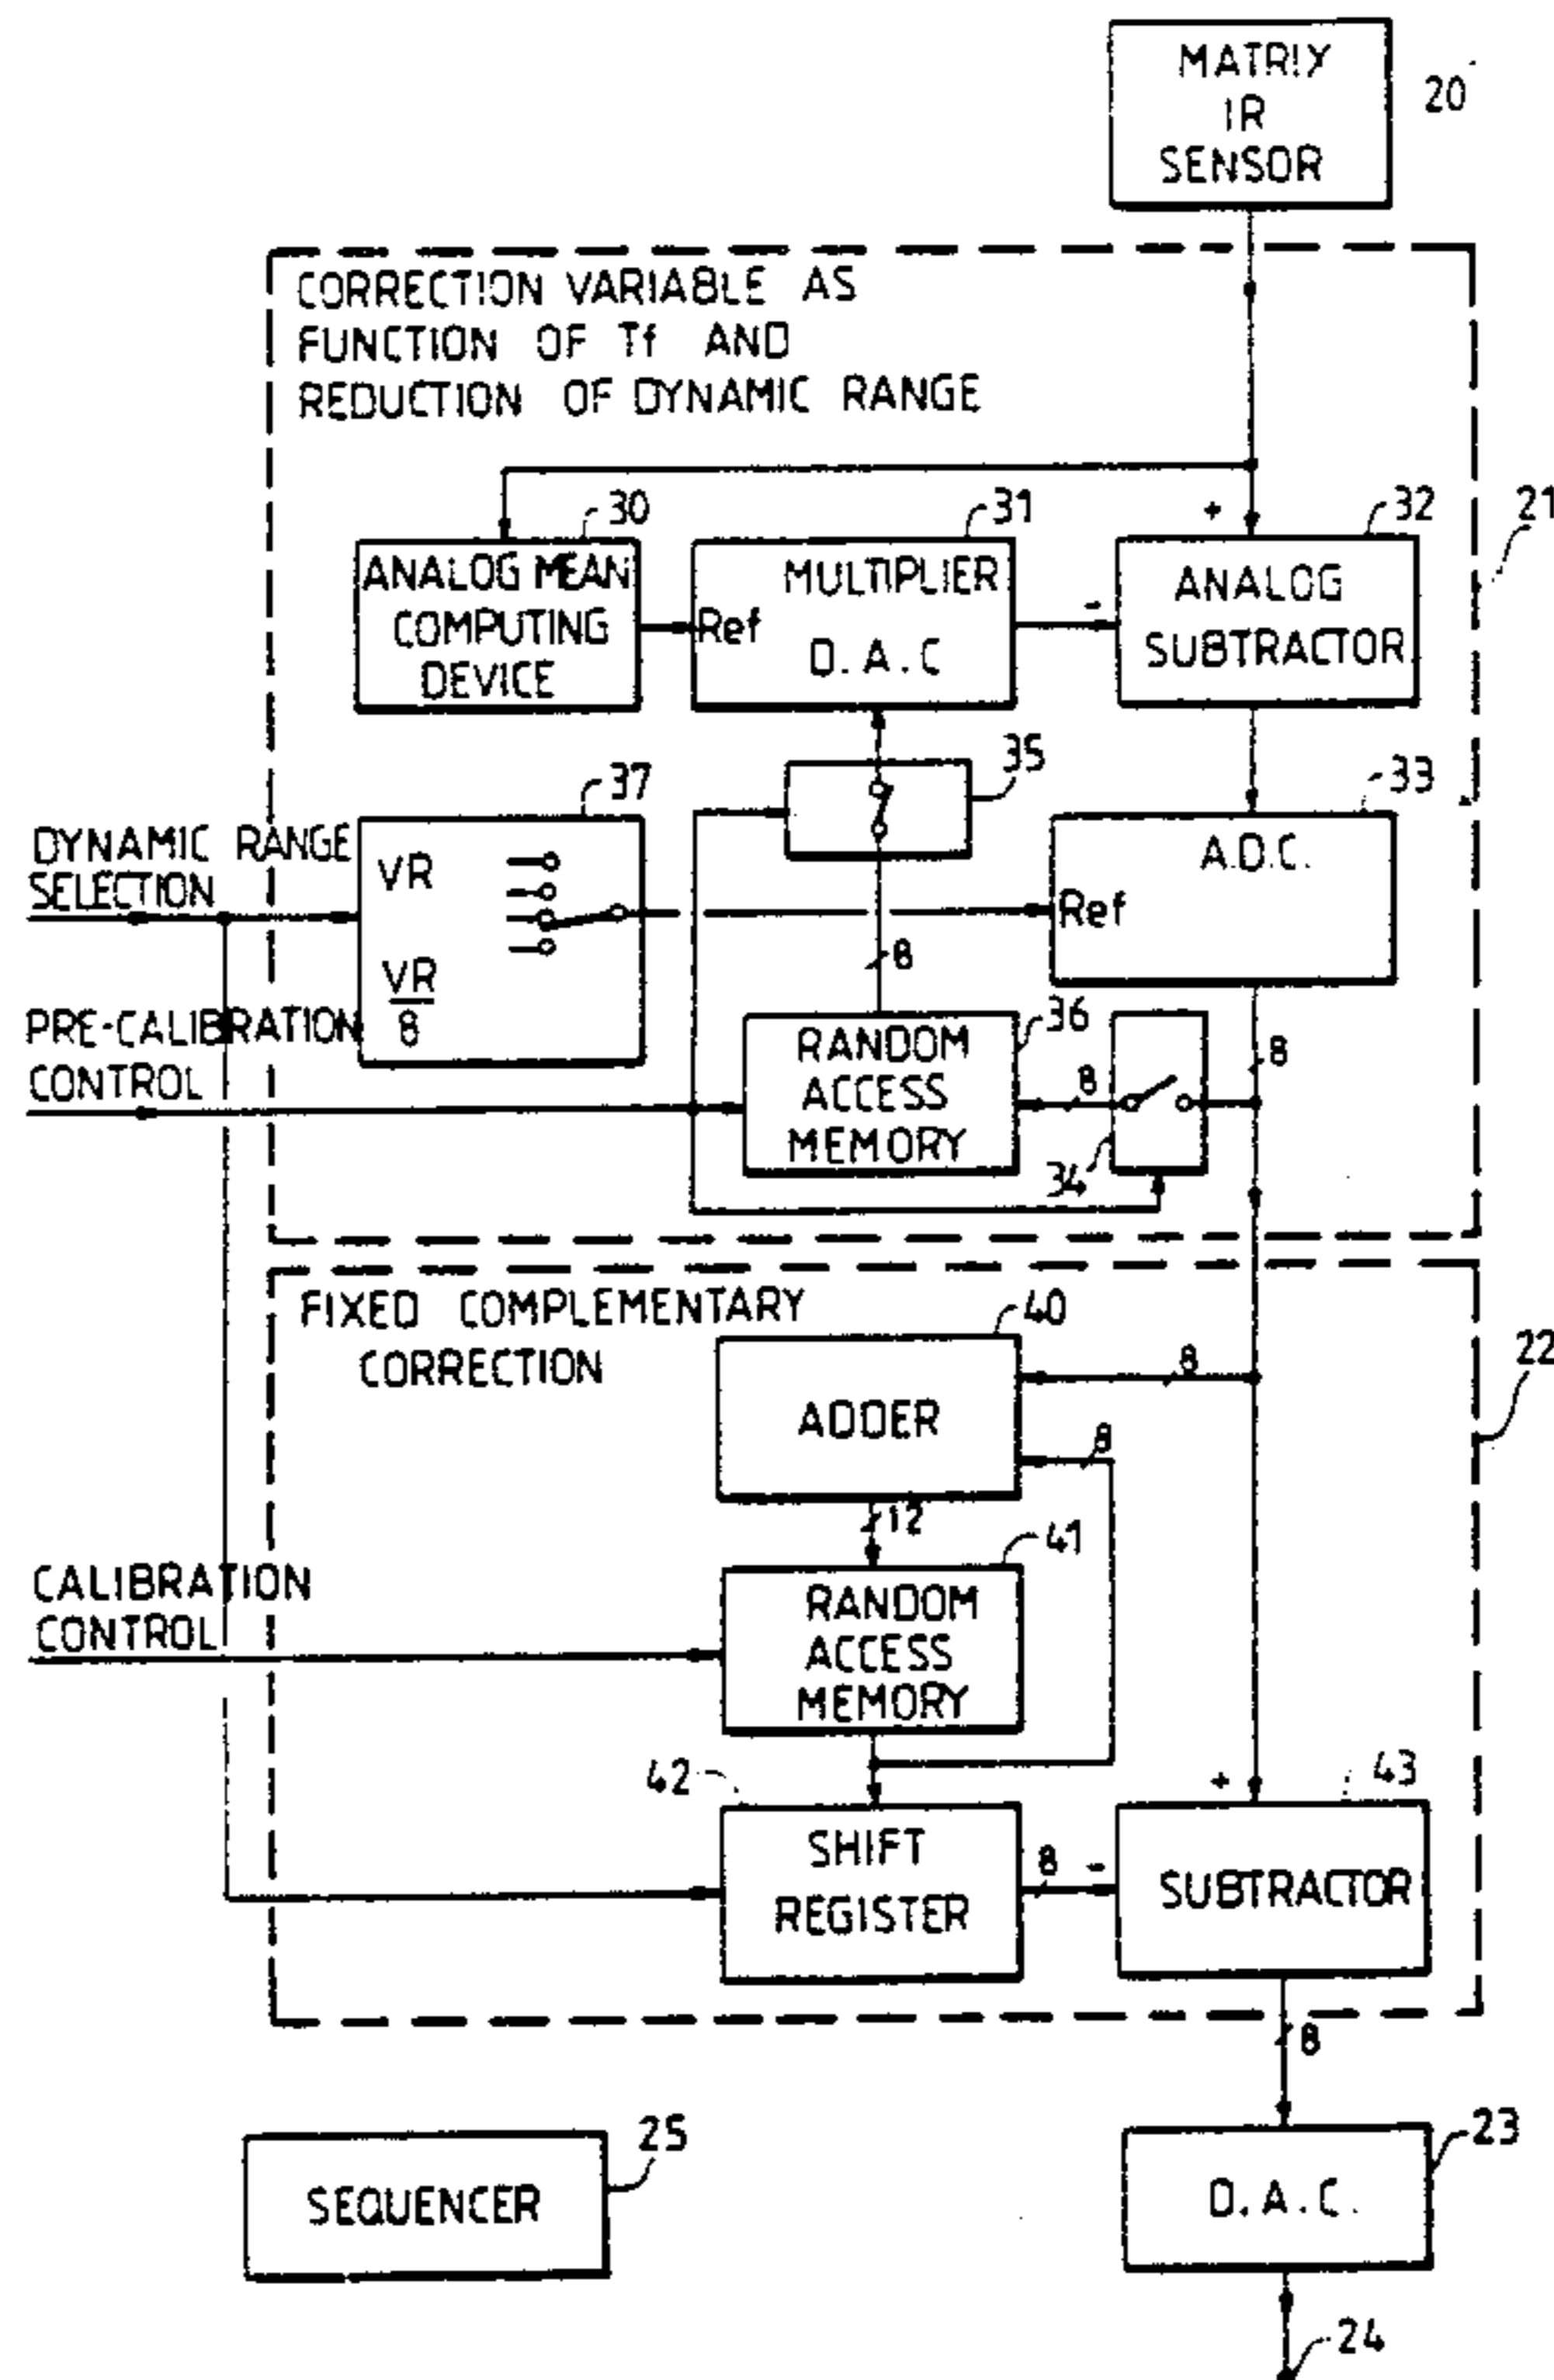 MATRIX
IR
SENSOR
20
CORRECTION VARIABLE AS
FUNCTION OF Tf AND
REDUCTION OF DYNAMIC RANGE
21
30
ANALOG MEAN
COMPUTING
DEVICE
31
Ref
MULTIPLIER
D.A.C
+
-
32
ANALOG
SUBTRACTOR
35
37
VR
VR
8
DYNAMIC RANGE
SELECTION
33
A.D.C.
Ref
8
PRE-CALIBRATION
CONTROL
36
RANDOM
ACCESS
MEMORY
8
34
8
FIXED COMPLEMENTARY
CORRECTION
22
40
ADDER
8
8
12
41
RANDOM
ACCESS
MEMORY
CALIBRATION
CONTROL
42
SHIFT
REGISTER
8
-
+
43
SUBTRACTOR
8
25
SEQUENCER
23
D.A.C.
24